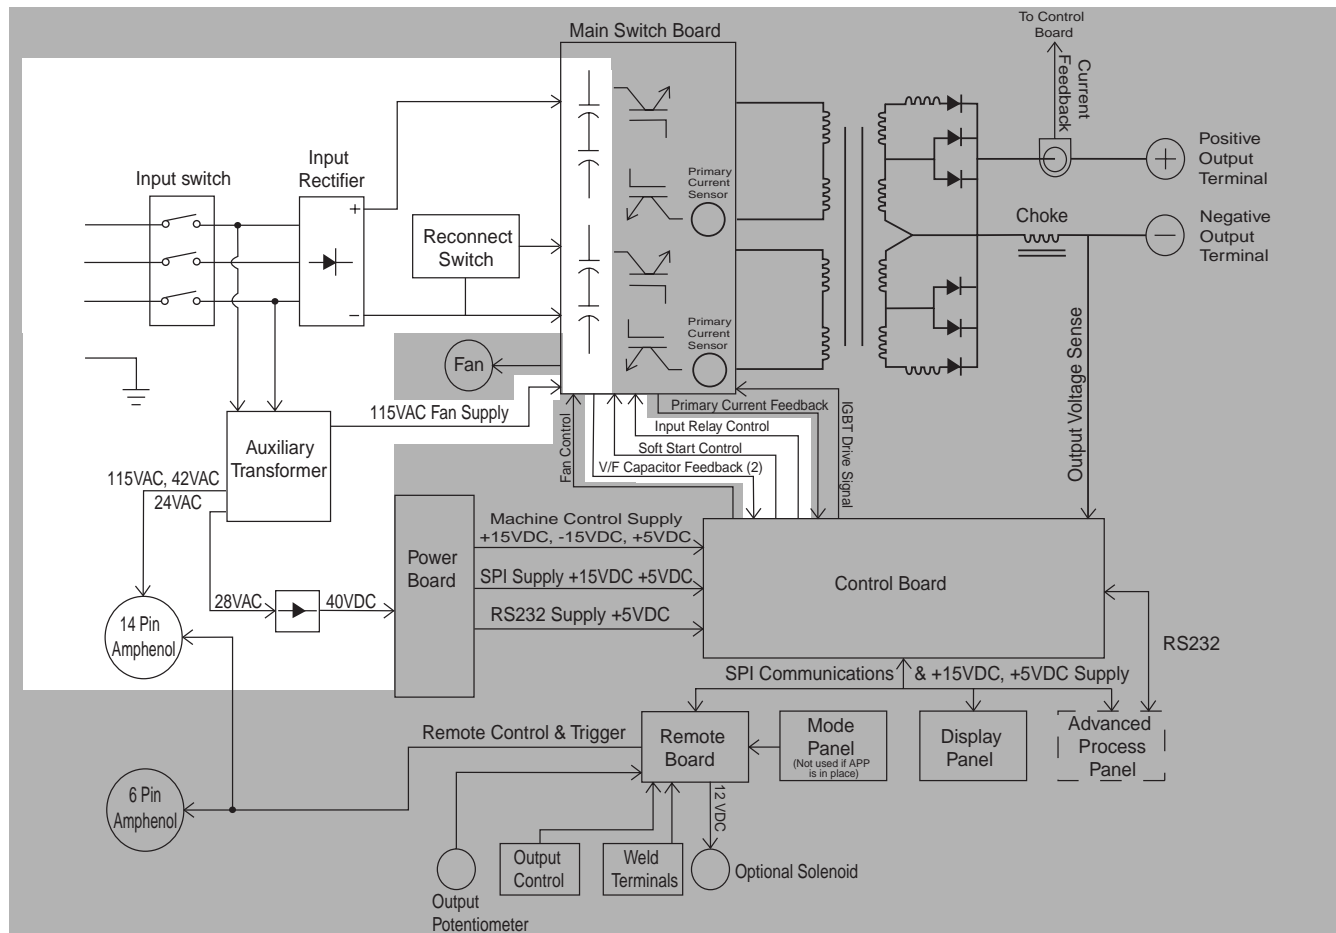 To Control
Board
Main Switch Board
Current
Feedback
Positive
Output
Terminal
Input
Rectifier
Input switch
+
Primary
Current
Sensor
Choke
Negative
Output
Terminal
Reconnect
Switch
Primary
Current
Sensor
Fan
115VAC Fan Supply
Primary Current Feedback
Input Relay Control
Soft Start Control
V/F Capacitor Feedback (2)
Fan Control
IGBT Drive Signal
Output Voltage Sense
Auxiliary
Transformer
115VAC, 42VAC
24VAC
Machine Control Supply
+15VDC, -15VDC, +5VDC
Power
Board
SPI Supply +15VDC +5VDC
Control Board
28VAC
40VDC
RS232 Supply +5VDC
14 Pin
Amphenol
RS232
SPI Communications & +15VDC, +5VDC Supply
Remote Control & Trigger
Remote
Board
Mode
Panel
(Not used if APP
is in place)
Display
Panel
Advanced
Process
Panel
6 Pin
Amphenol
12 VDC
Output
Control
Weld
Terminals
Optional Solenoid
Output
Potentiometer